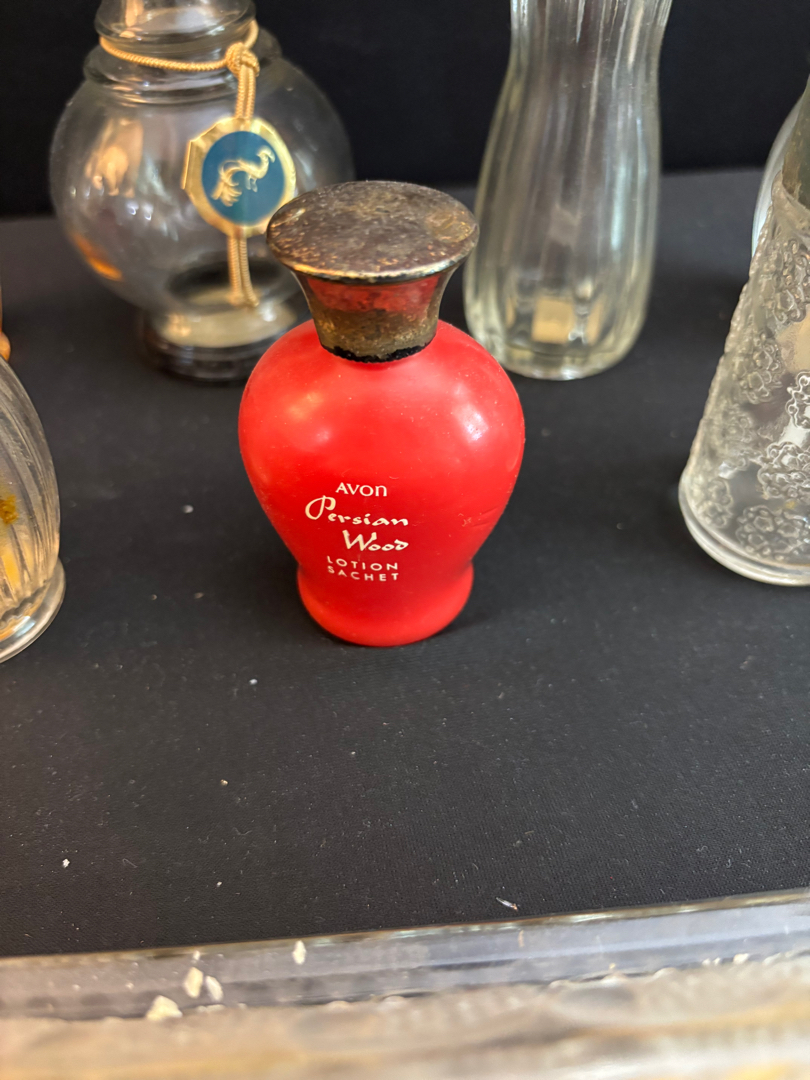 AVON
Persian
Wood
LOTION
SACHET